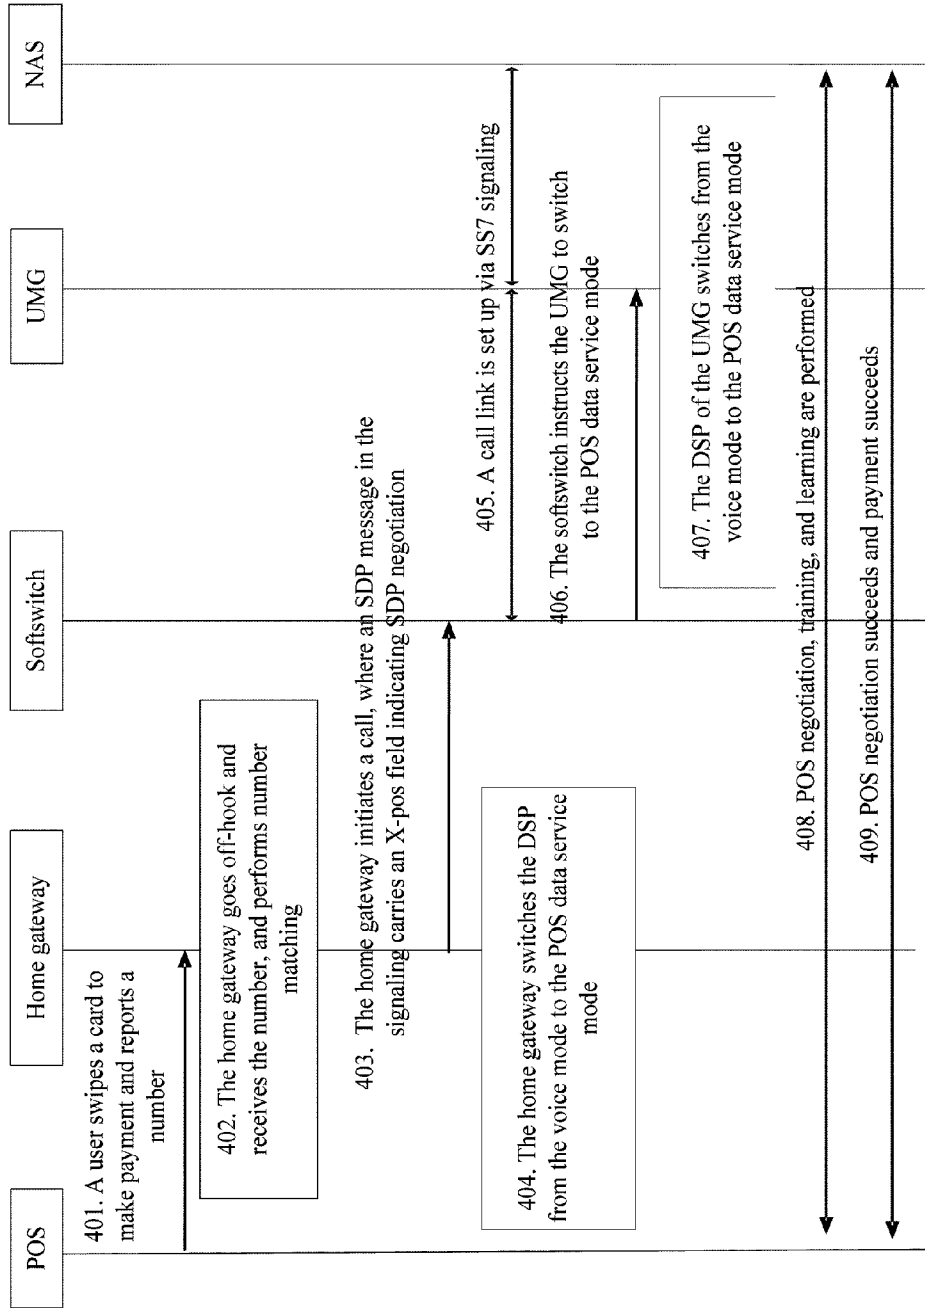 POS
Home gateway
Softswitch
UMG
NAS
401. A user swipes a card to
make payment and reports a
number
402. The home gateway goes off-hook and
receives the number, and performs number
matching
403. The home gateway initiates a call, where an SDP message in the
signaling carries an X-pos field indicating SDP negotiation
404. The home gateway switches the DSP
from the voice mode to the POS data service
mode
405. A call link is set up via SS7 signaling
406. The softswitch instructs the UMG to switch
to the POS data service mode
407. The DSP of the UMG switches from the
voice mode to the POS data service mode
408. POS negotiation, training, and learning are performed
409. POS negotiation succeeds and payment succeeds